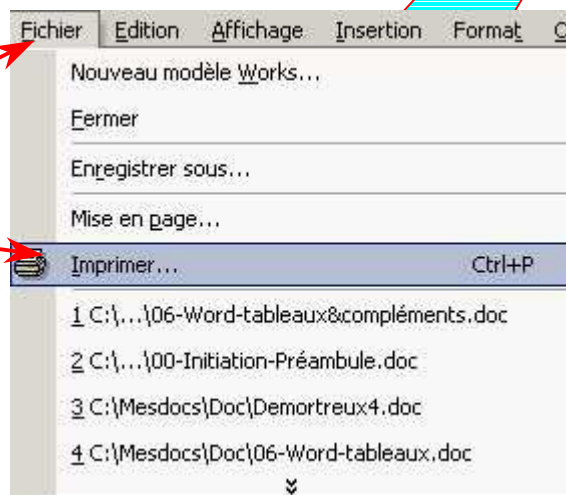 Fichier Edition Affichage Insertion Format O
Nouveau modèle Works...
Fermer
Enregistrer sous...
Mise en page...
Imprimer... Ctrl+P
1 C:\...\06-Word-tableaux&compléments.doc
2 C:\...\00-Initiation-Préambule.doc
3 C:\Mesdocs\Doc\Demortreux4.doc
4 C:\Mesdocs\Doc\06-Word-tableaux.doc